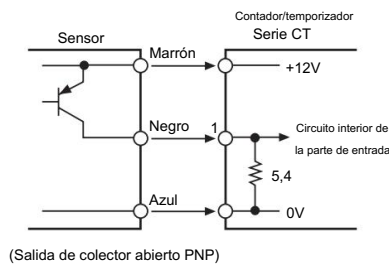 Contador/temporizador
Sensor
Serie CT
Marrón
+12V
Negro
1
Circuito interior de
la parte de entrada
5,4
Azul
0V
(Salida de colector abierto PNP)